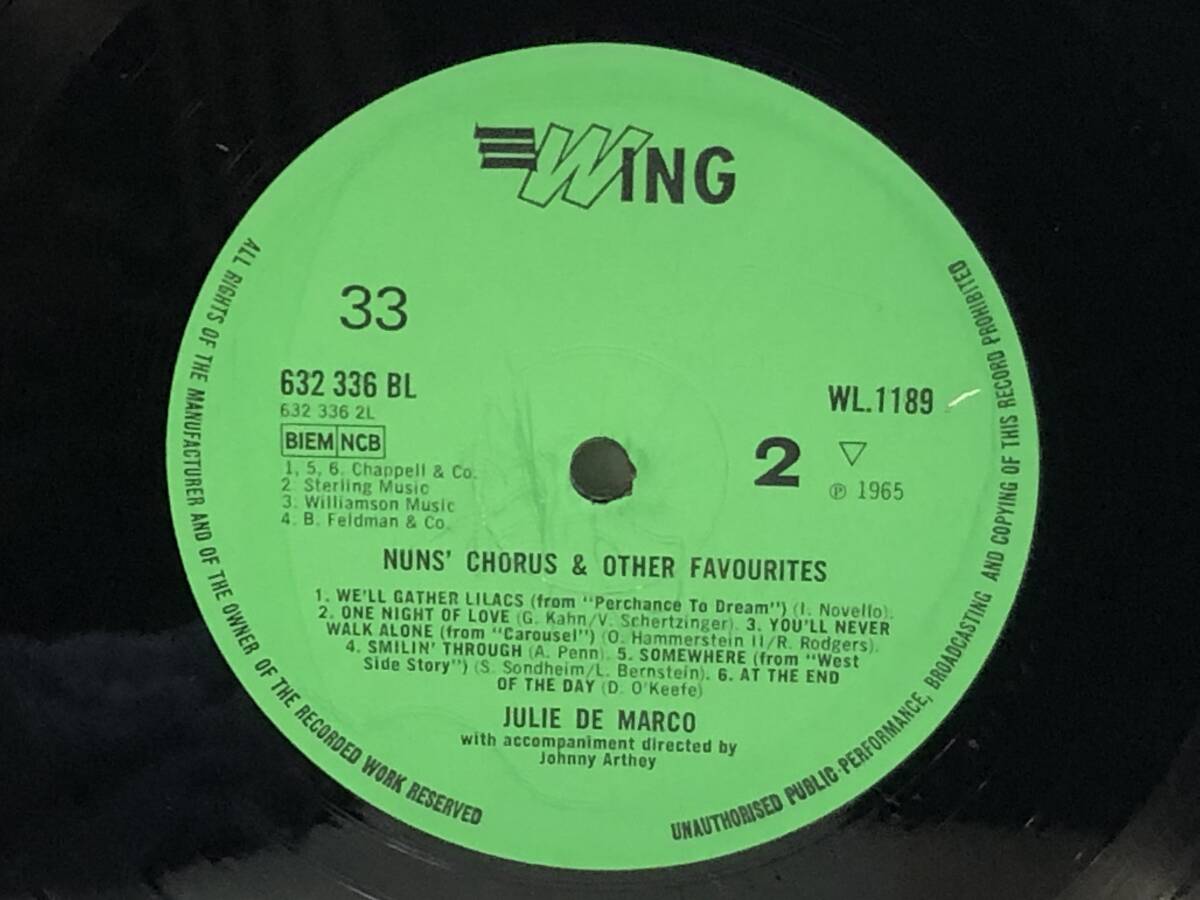 WING
33
632 336 BL
632 336 2L
BIEM NCB
1, 5, 6. Chappell & Co.
2. Sterling Music
3. Williamson Music
4. B. Feldman & Co.
WL.1189
2
℗ 1965
NUNS' CHORUS & OTHER FAVOURITES
1. WE'LL GATHER LILACS (from "Perchance To Dream") (I. Novello).
2. ONE NIGHT OF LOVE (G. Kahn/V. Schertzinger). 3. YOU'LL NEVER
WALK ALONE (from "Carousel") (O. Hammerstein II/R. Rodgers).
4. SMILIN' THROUGH (A. Penn). 5. SOMEWHERE (from "West
Side Story") (S. Sondheim/L. Bernstein). 6. AT THE END
OF THE DAY (D. O'Keefe)
JULIE DE MARCO
with accompaniment directed by
Johnny Arthey
ALL RIGHTS OF THE MANUFACTURER AND OF THE OWNER OF THE RECORDED WORK RESERVED
UNAUTHORISED PUBLIC-PERFORMANCE, BROADCASTING AND COPYING OF THIS RECORD PROHIBITED